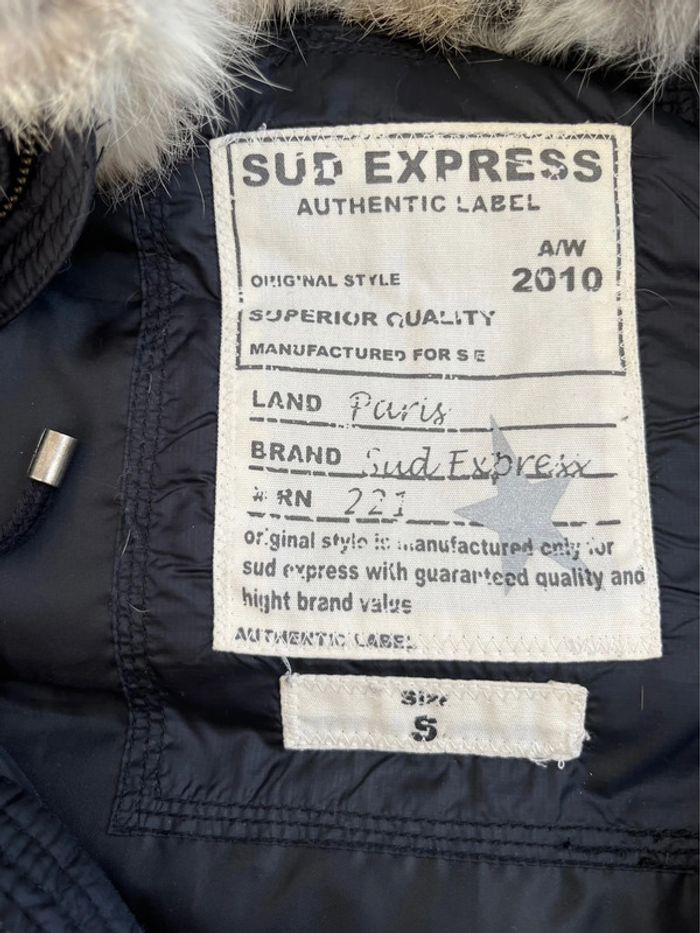 SUD EXPRESS
AUTHENTIC LABEL
A/W
ORIGINAL STYLE 2010
SUPERIOR QUALITY
MANUFACTURED FOR S E
LAND Paris
BRAND Sud Express
RN 221
original style is manufactured only for
sud express with guaranteed quality and
hight brand value
AUTHENTIC LABEL
Size
S